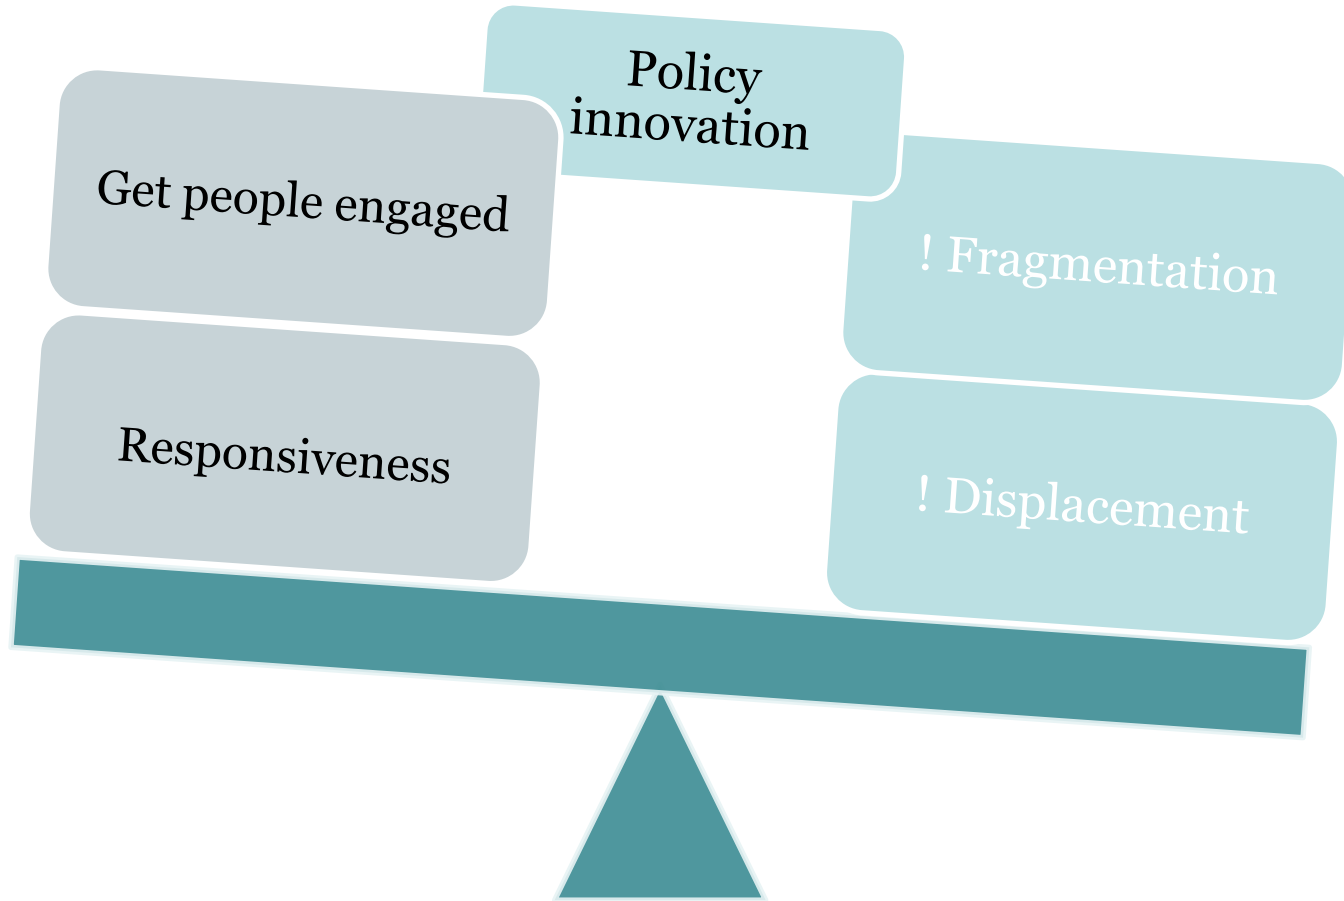 Policy
innovation
Get people engaged
Responsiveness
! Fragmentation
! Displacement